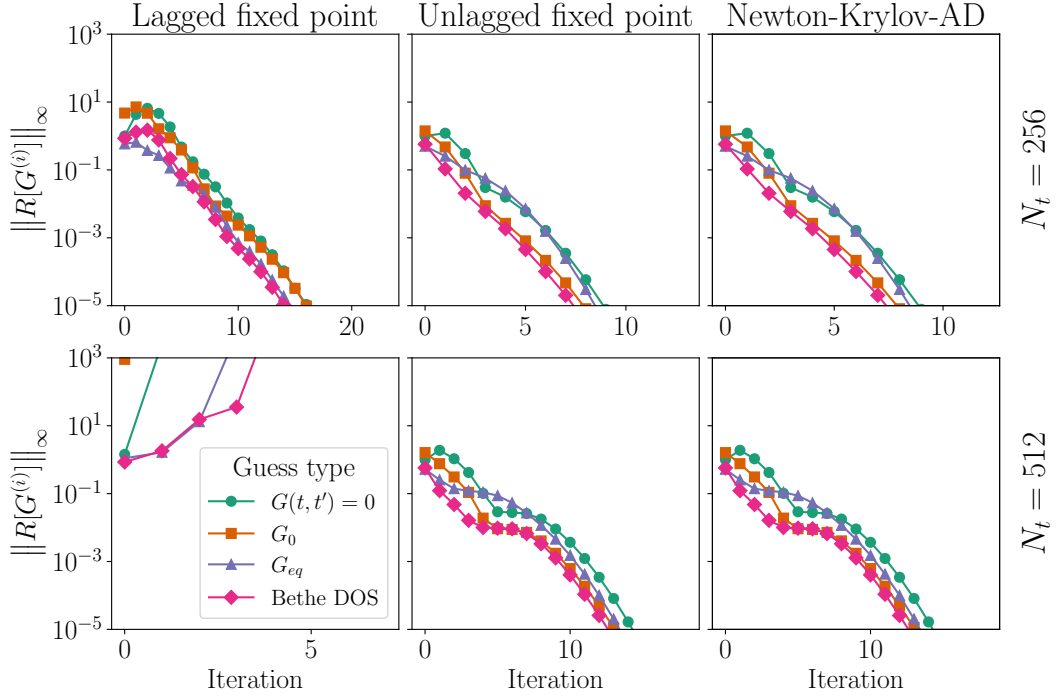 Lagged fixed point
Unlagged fixed point
Newton-Krylov-AD
10^3
10^1
10^{-1}
10^{-3}
10^{-5}
||R[G^{(i)}]||_∞
0 10 20
0 5 10
0 5 10
N_t = 256
10^3
10^1
10^{-1}
10^{-3}
10^{-5}
||R[G^{(i)}]||_∞
Guess type
G(t, t′) = 0
G_0
G_{eq}
Bethe DOS
N_t = 512
0 5
0 10
0 10
Iteration
Iteration
Iteration